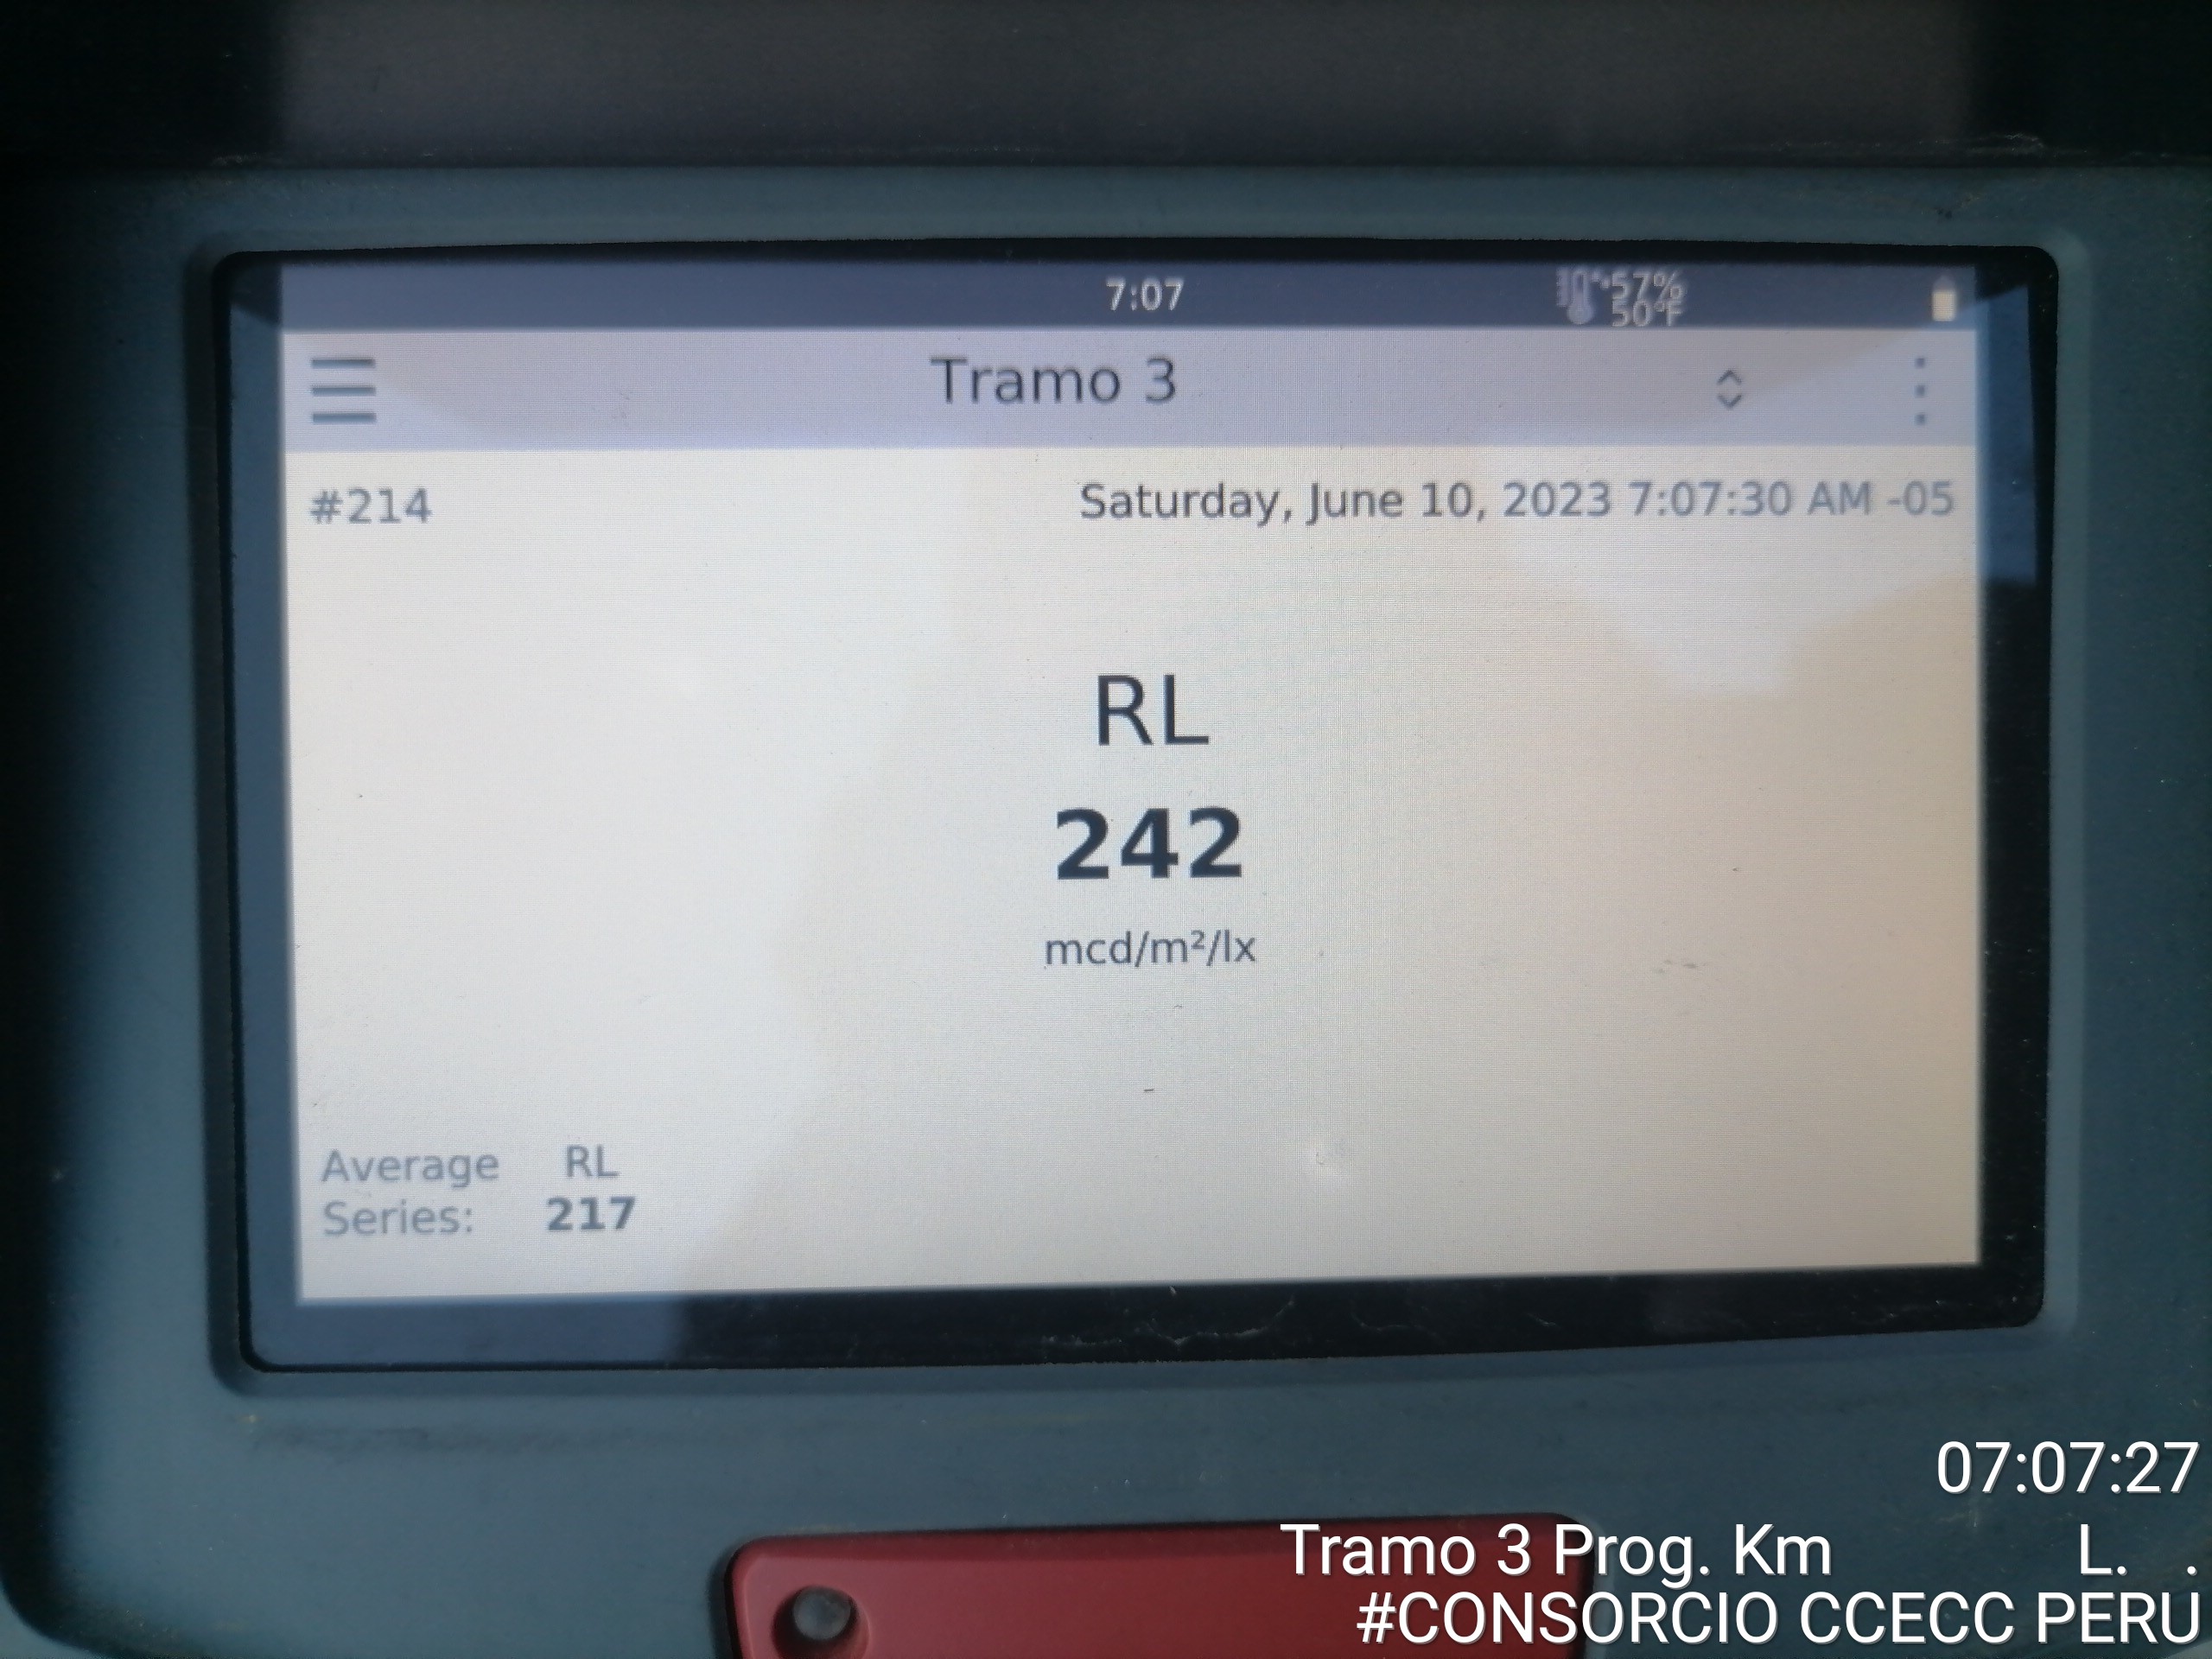 7:07
57%
50°F
Tramo 3
#214
Saturday, June 10, 2023 7:07:30 AM -05
RL
242
mcd/m²/lx
Average RL
Series: 217
07:07:27
Tramo 3 Prog. Km L. .
#CONSORCIO CCECC PERU